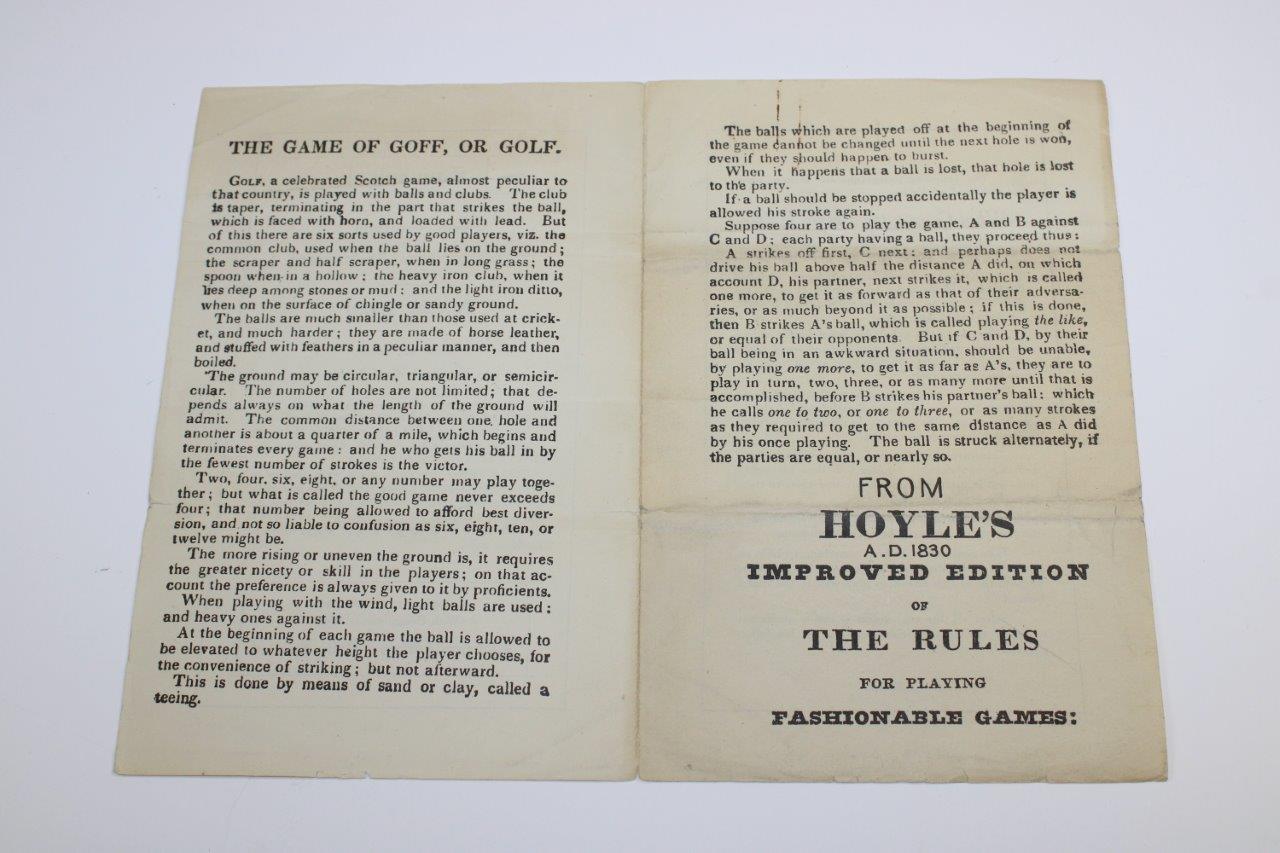 THE GAME OF GOFF, OR GOLF.
GOLF, a celebrated Scotch game, almost peculiar to
that country, is played with balls and clubs. The club
is taper, terminating in the part that strikes the ball,
which is faced with horn, and loaded with lead. But
of this there are six sorts used by good players, viz. the
common club, used when the ball lies on the ground;
the scraper and half scraper, when in long grass; the
spoon when in a hollow; the heavy iron club, when it
lies deep among stones or mud: and the light iron ditto,
when on the surface of chingle or sandy ground.
The balls are much smaller than those used at crick-
et, and much harder; they are made of horse leather,
and stuffed with feathers in a peculiar manner, and then
boiled.
The ground may be circular, triangular, or semicir-
cular. The number of holes are not limited; that de-
pends always on what the length of the ground will
admit. The common distance between one hole and
another is about a quarter of a mile, which begins and
terminates every game: and he who gets his ball in by
the fewest number of strokes is the victor.
Two, four, six, eight, or any number may play toge-
ther; but what is called the good game never exceeds
four; that number being allowed to afford best diver-
sion, and not so liable to confusion as six, eight, ten, or
twelve might be.
The more rising or uneven the ground is, it requires
the greater nicety or skill in the players; on that ac-
count the preference is always given to it by proficients.
When playing with the wind, light balls are used:
and heavy ones against it.
At the beginning of each game the ball is allowed to
be elevated to whatever height the player chooses, for
the convenience of striking; but not afterward.
This is done by means of sand or clay, called a
teeing.
The balls which are played off at the beginning of
the game cannot be changed until the next hole is won,
even if they should happen to burst.
When it happens that a ball is lost, that hole is lost
to the party.
If a ball should be stopped accidentally the player is
allowed his stroke again.
Suppose four are to play the game, A and B against
C and D; each party having a ball, they proceed thus:
A strikes off first, C next: and perhaps does not
drive his ball above half the distance A did, on which
account D, his partner, next strikes it, which is called
one more, to get it as forward as that of their adversa-
ries, or as much beyond it as possible; if this is done,
then B strikes A's ball, which is called playing the like,
or equal of their opponents. But if C and D, by their
ball being in an awkward situation, should be unable,
by playing one more, to get it as far as A's, they are to
play in turn, two, three, or as many more until that is
accomplished, before B strikes his partner's ball: which
he calls one to two, or one to three, or as many strokes
as they required to get to the same distance as A did
by his once playing. The ball is struck alternately, if
the parties are equal, or nearly so.
FROM
HOYLE'S
A.D. 1830
IMPROVED EDITION
OF
THE RULES
FOR PLAYING
FASHIONABLE GAMES: